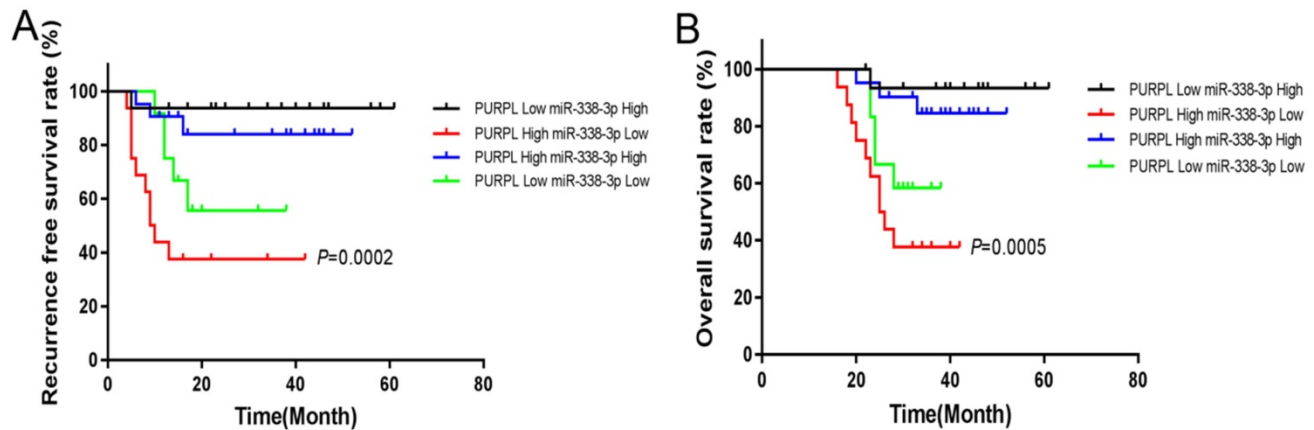 A
Recurrence free survival rate (%)
100
80
60
40
20
0
0 20 40 60 80
Time(Month)
PURPL Low miR-338-3p High
PURPL High miR-338-3p Low
PURPL High miR-338-3p High
PURPL Low miR-338-3p Low
P=0.0002
B
Overall survival rate (%)
100
80
60
40
20
0
0 20 40 60 80
Time(Month)
PURPL Low miR-338-3p High
PURPL High miR-338-3p Low
PURPL High miR-338-3p High
PURPL Low miR-338-3p Low
P=0.0005